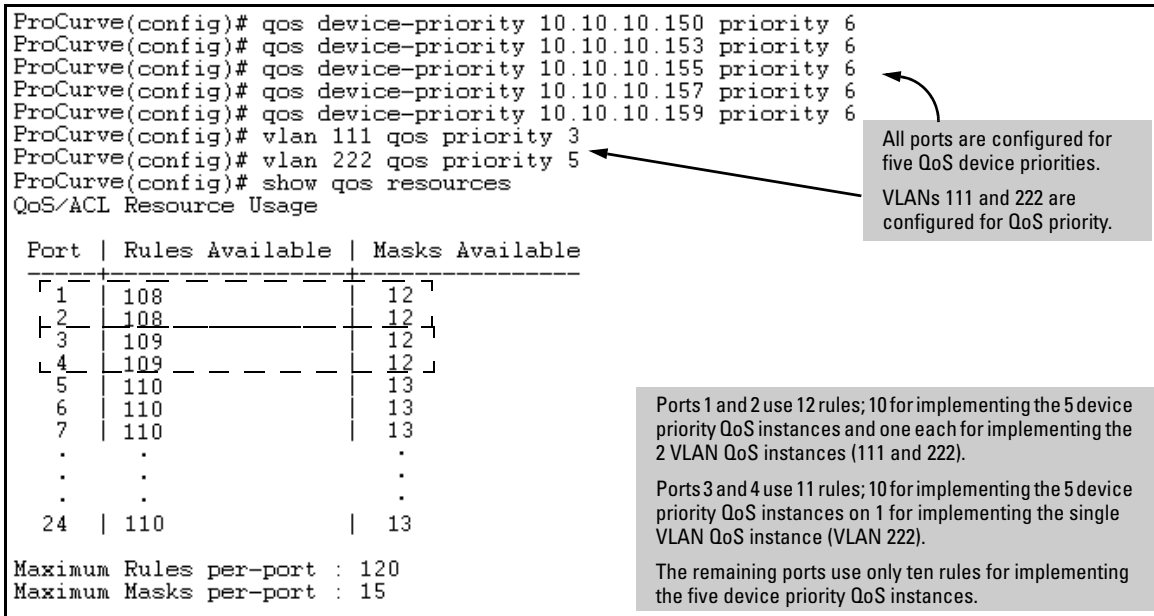 ProCurve(config)# qos device-priority 10.10.10.150 priority 6
ProCurve(config)# qos device-priority 10.10.10.153 priority 6
ProCurve(config)# qos device-priority 10.10.10.155 priority 6
ProCurve(config)# qos device-priority 10.10.10.157 priority 6
ProCurve(config)# qos device-priority 10.10.10.159 priority 6
ProCurve(config)# vlan 111 qos priority 3
ProCurve(config)# vlan 222 qos priority 5
ProCurve(config)# show qos resources
QoS/ACL Resource Usage
All ports are configured for
five QoS device priorities.
VLANs 111 and 222 are
configured for QoS priority.
Port | Rules Available | Masks Available
-----+-----------------+----------------
1 | 108 | 12
2 | 108 | 12
3 | 109 | 12
4 | 109 | 12
5 | 110 | 13
6 | 110 | 13
7 | 110 | 13
. . .
. . .
. . .
24 | 110 | 13
Maximum Rules per-port : 120
Maximum Masks per-port : 15
Ports 1 and 2 use 12 rules; 10 for implementing the 5 device
priority QoS instances and one each for implementing the
2 VLAN QoS instances (111 and 222).
Ports 3 and 4 use 11 rules; 10 for implementing the 5 device
priority QoS instances on 1 for implementing the single
VLAN QoS instance (VLAN 222).
The remaining ports use only ten rules for implementing
the five device priority QoS instances.